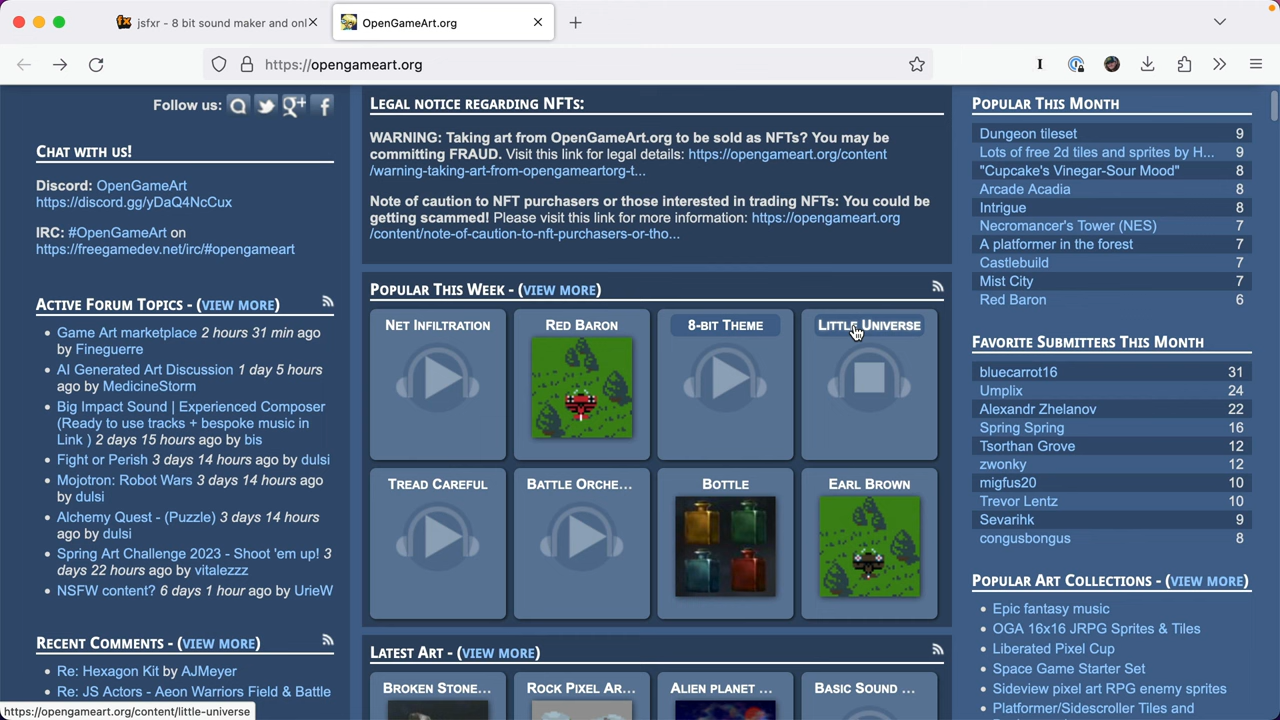 jsfxr - 8 bit sound maker and onl
OpenGameArt.org
https://opengameart.org
Follow us:
CHAT WITH US!
Discord: OpenGameArt
https://discord.gg/yDaQ4NcCux
IRC: #OpenGameArt on
https://freegamedev.net/irc/#opengameart
ACTIVE FORUM TOPICS - (VIEW MORE)
Game Art marketplace 2 hours 31 min ago
by Fineguerre
AI Generated Art Discussion 1 day 5 hours
ago by MedicineStorm
Big Impact Sound | Experienced Composer
(Ready to use tracks + bespoke music in
Link ) 2 days 15 hours ago by bis
Fight or Perish 3 days 14 hours ago by dulsi
Mojotron: Robot Wars 3 days 14 hours ago
by dulsi
Alchemy Quest - (Puzzle) 3 days 14 hours
ago by dulsi
Spring Art Challenge 2023 - Shoot 'em up! 3
days 22 hours ago by vitalezzz
NSFW content? 6 days 1 hour ago by UrieW
RECENT COMMENTS - (VIEW MORE)
Re: Hexagon Kit by AJMeyer
Re: JS Actors - Aeon Warriors Field & Battle
https://opengameart.org/content/little-universe
LEGAL NOTICE REGARDING NFTS:
WARNING: Taking art from OpenGameArt.org to be sold as NFTs? You may be
committing FRAUD. Visit this link for legal details: https://opengameart.org/content
/warning-taking-art-from-opengameartorg-t...
Note of caution to NFT purchasers or those interested in trading NFTs: You could be
getting scammed! Please visit this link for more information: https://opengameart.org
/content/note-of-caution-to-nft-purchasers-or-tho...
POPULAR THIS WEEK - (VIEW MORE)
NET INFILTRATION
RED BARON
8-BIT THEME
LITTLE UNIVERSE
TREAD CAREFUL
BATTLE ORCHE...
BOTTLE
EARL BROWN
LATEST ART - (VIEW MORE)
BROKEN STONE...
ROCK PIXEL AR...
ALIEN PLANET ...
BASIC SOUND ...
POPULAR THIS MONTH
Dungeon tileset 9
Lots of free 2d tiles and sprites by H... 9
"Cupcake's Vinegar-Sour Mood" 8
Arcade Acadia 8
Intrigue 8
Necromancer's Tower (NES) 7
A platformer in the forest 7
Castlebuild 7
Mist City 7
Red Baron 6
FAVORITE SUBMITTERS THIS MONTH
bluecarrot16 31
Umplix 24
Alexandr Zhelanov 22
Spring Spring 16
Tsorthan Grove 12
zwonky 12
migfus20 10
Trevor Lentz 10
Sevarihk 9
congusbongus 8
POPULAR ART COLLECTIONS - (VIEW MORE)
Epic fantasy music
OGA 16x16 JRPG Sprites & Tiles
Liberated Pixel Cup
Space Game Starter Set
Sideview pixel art RPG enemy sprites
Platformer/Sidescroller Tiles and